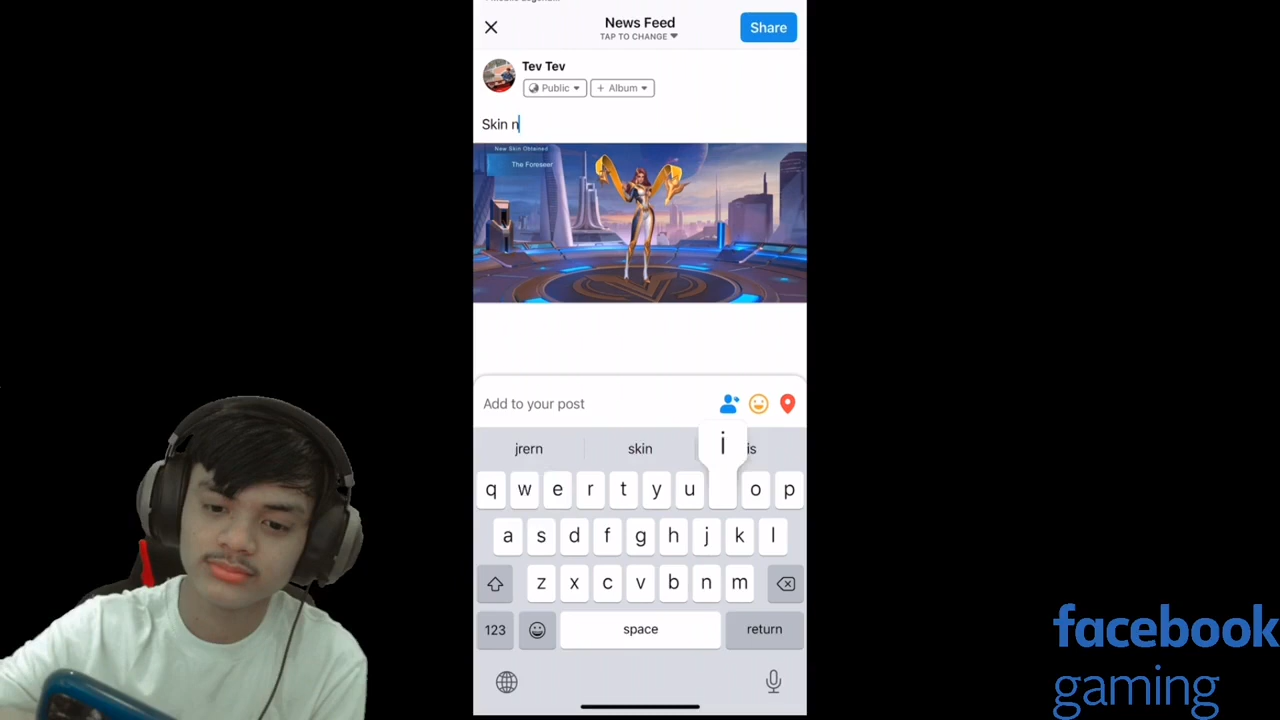 News Feed
TAP TO CHANGE
Share
Tev Tev
Public
+ Album
Skin n
New Skin Obtained
The Foreseer
Add to your post
jrern
skin
is
i
q w e r t y u o p
a s d f g h j k l
z x c v b n m
123
space
return
facebook
gaming